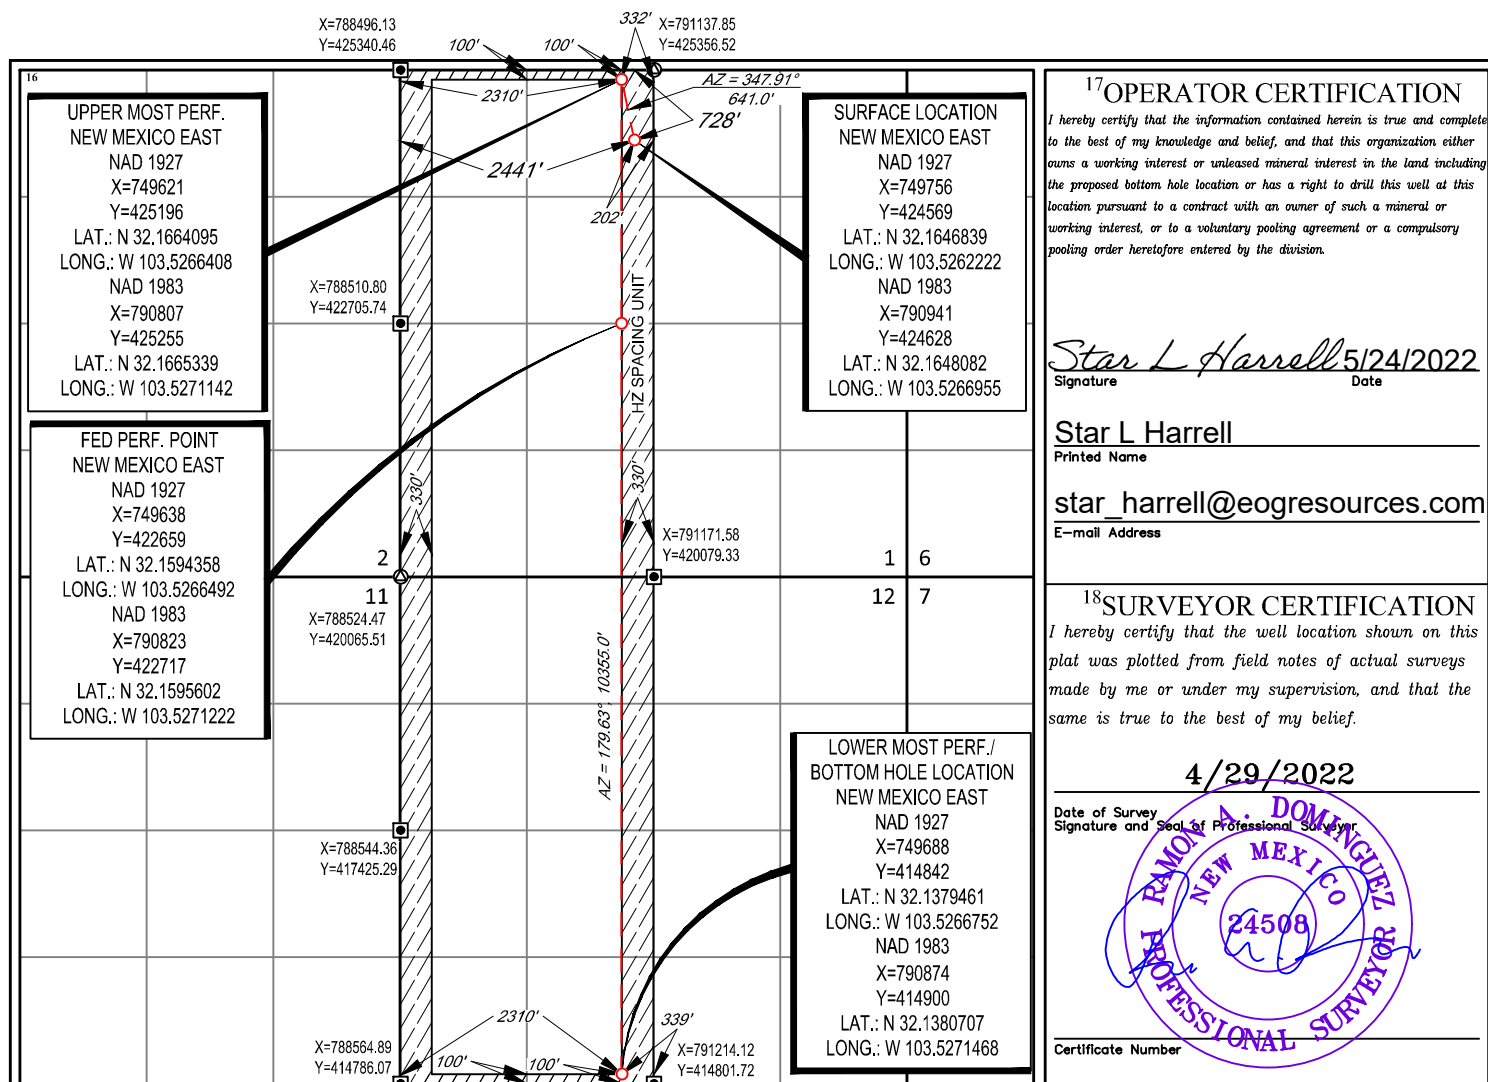 X=788496.13
Y=425340.46
100'
100'
332'
X=791137.85
Y=425356.52
16
2310'
AZ = 347.91°
641.0'
728'
2441'
202'
UPPER MOST PERF.
NEW MEXICO EAST
NAD 1927
X=749621
Y=425196
LAT.: N 32.1664095
LONG.: W 103.5266408
NAD 1983
X=790807
Y=425255
LAT.: N 32.1665339
LONG.: W 103.5271142
SURFACE LOCATION
NEW MEXICO EAST
NAD 1927
X=749756
Y=424569
LAT.: N 32.1646839
LONG.: W 103.5262222
NAD 1983
X=790941
Y=424628
LAT.: N 32.1648082
LONG.: W 103.5266955
X=788510.80
Y=422705.74
HZ SPACING UNIT
FED PERF. POINT
NEW MEXICO EAST
NAD 1927
X=749638
Y=422659
LAT.: N 32.1594358
LONG.: W 103.5266492
NAD 1983
X=790823
Y=422717
LAT.: N 32.1595602
LONG.: W 103.5271222
330'
330'
X=791171.58
Y=420079.33
2
1 6
11
12 7
X=788524.47
Y=420065.51
AZ = 179.63°, 10355.0'
X=788544.36
Y=417425.29
LOWER MOST PERF./
BOTTOM HOLE LOCATION
NEW MEXICO EAST
NAD 1927
X=749688
Y=414842
LAT.: N 32.1379461
LONG.: W 103.5266752
NAD 1983
X=790874
Y=414900
LAT.: N 32.1380707
LONG.: W 103.5271468
2310'
339'
X=788564.89
Y=414786.07
100'
100'
X=791214.12
Y=414801.72
17OPERATOR CERTIFICATION
I hereby certify that the information contained herein is true and complete
to the best of my knowledge and belief, and that this organization either
owns a working interest or unleased mineral interest in the land including
the proposed bottom hole location or has a right to drill this well at this
location pursuant to a contract with an owner of such a mineral or
working interest, or to a voluntary pooling agreement or a compulsory
pooling order heretofore entered by the division.
Star L Harrell 5/24/2022
Signature Date
Star L Harrell
Printed Name
star_harrell@eogresources.com
E-mail Address
18SURVEYOR CERTIFICATION
I hereby certify that the well location shown on this
plat was plotted from field notes of actual surveys
made by me or under my supervision, and that the
same is true to the best of my belief.
4/29/2022
Date of Survey
Signature and Seal of Professional Surveyor
RAMON A. DOMINGUEZ
NEW MEXICO
24508
PROFESSIONAL SURVEYOR
Certificate Number